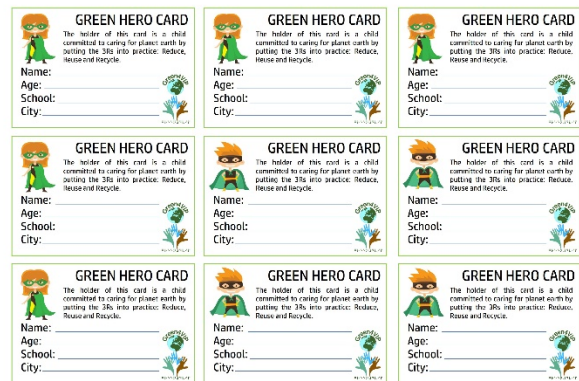 GREEN HERO CARD
The holder of this card is a child
committed to caring for planet earth by
putting the 3Rs into practice: Reduce,
Reuse and Recycle.
Name:
Age:
School:
City:
GREEN HERO CARD
The holder of this card is a child
committed to caring for planet earth by
putting the 3Rs into practice: Reduce,
Reuse and Recycle.
Name:
Age:
School:
City:
GREEN HERO CARD
The holder of this card is a child
committed to caring for planet earth by
putting the 3Rs into practice: Reduce,
Reuse and Recycle.
Name:
Age:
School:
City:
GREEN HERO CARD
The holder of this card is a child
committed to caring for planet earth by
putting the 3Rs into practice: Reduce,
Reuse and Recycle.
Name:
Age:
School:
City:
GREEN HERO CARD
The holder of this card is a child
committed to caring for planet earth by
putting the 3Rs into practice: Reduce,
Reuse and Recycle.
Name:
Age:
School:
City:
GREEN HERO CARD
The holder of this card is a child
committed to caring for planet earth by
putting the 3Rs into practice: Reduce,
Reuse and Recycle.
Name:
Age:
School:
City:
GREEN HERO CARD
The holder of this card is a child
committed to caring for planet earth by
putting the 3Rs into practice: Reduce,
Reuse and Recycle.
Name:
Age:
School:
City:
GREEN HERO CARD
The holder of this card is a child
committed to caring for planet earth by
putting the 3Rs into practice: Reduce,
Reuse and Recycle.
Name:
Age:
School:
City:
GREEN HERO CARD
The holder of this card is a child
committed to caring for planet earth by
putting the 3Rs into practice: Reduce,
Reuse and Recycle.
Name:
Age:
School:
City: